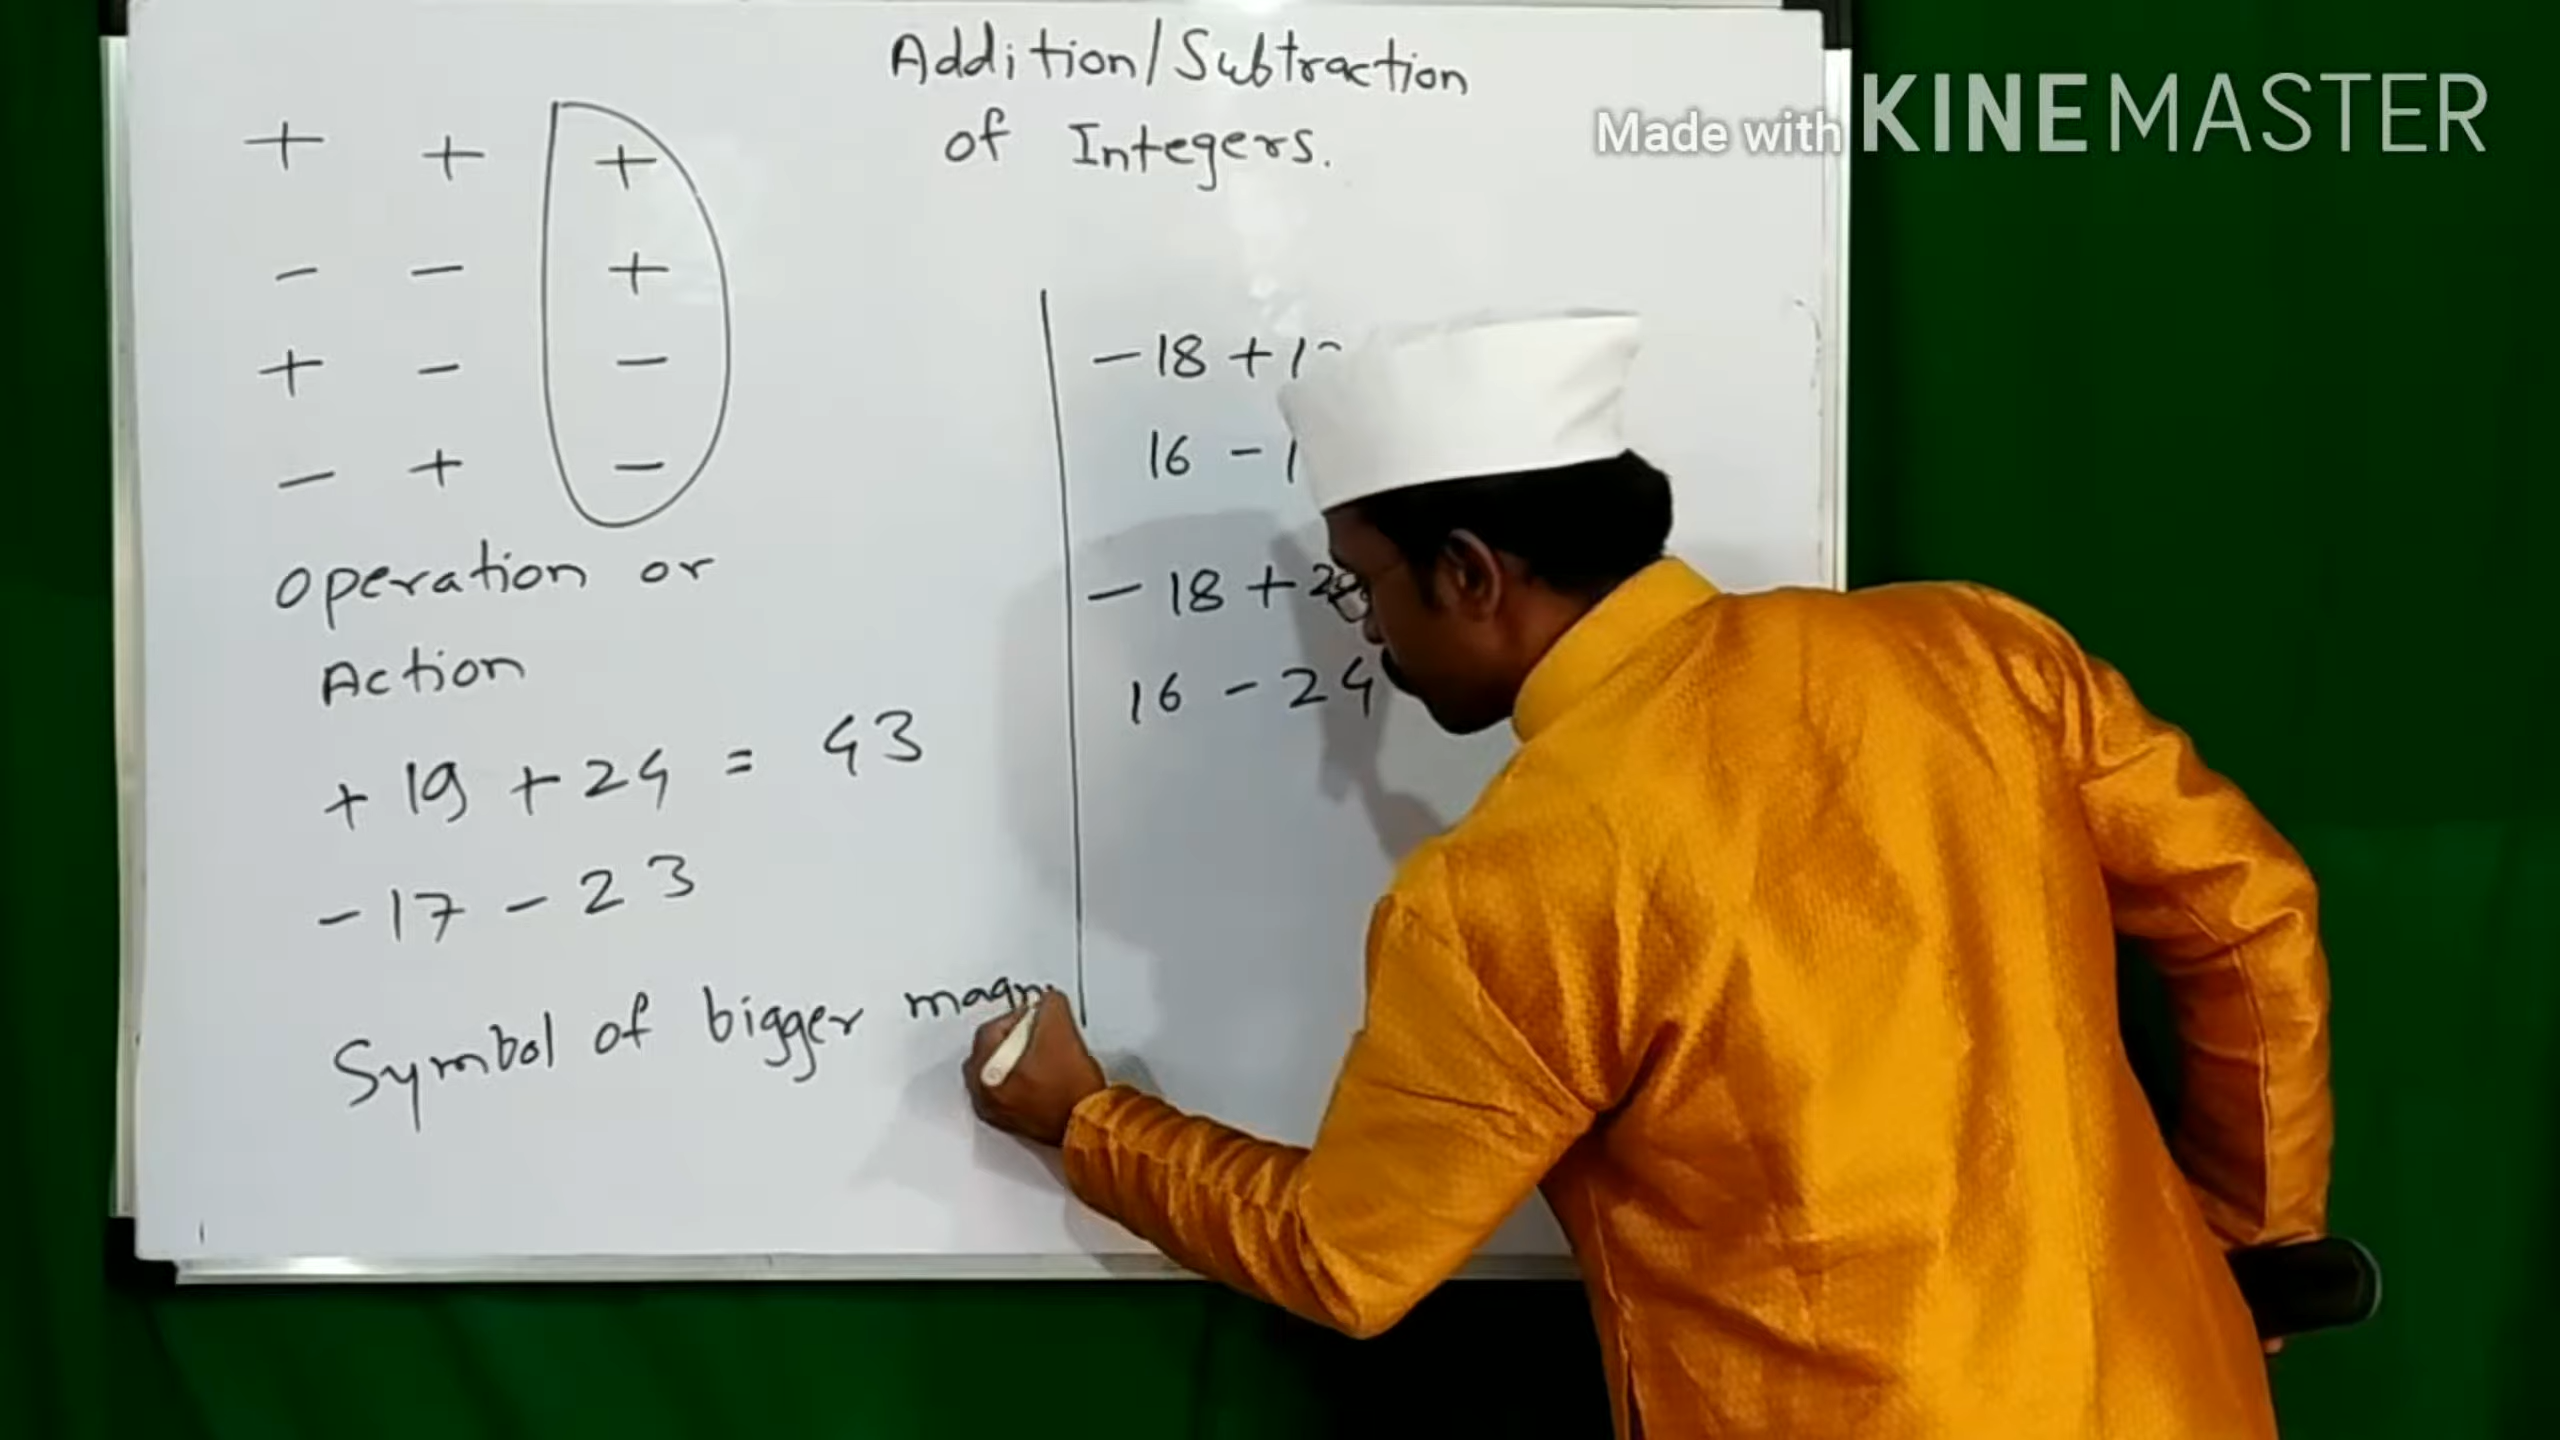 Addition/Subtraction
of Integers.
Made with KINEMASTER
+ + +
- - +
+ - -
- + -
Operation or
Action
+ 19 + 24 = 43
- 17 - 23
Symbol of bigger
- 18 +
16 -
- 18 +
16 - 24